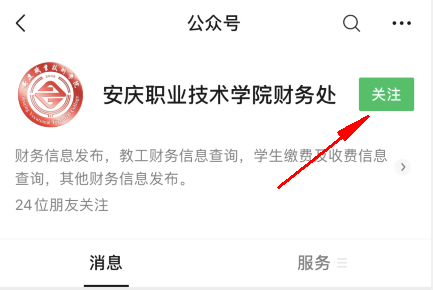 公众号
安庆职业技术学院财务处
关注
财务信息发布，教工财务信息查询，学生缴费及收费信息
查询，其他财务信息发布。
24位朋友关注
消息
服务